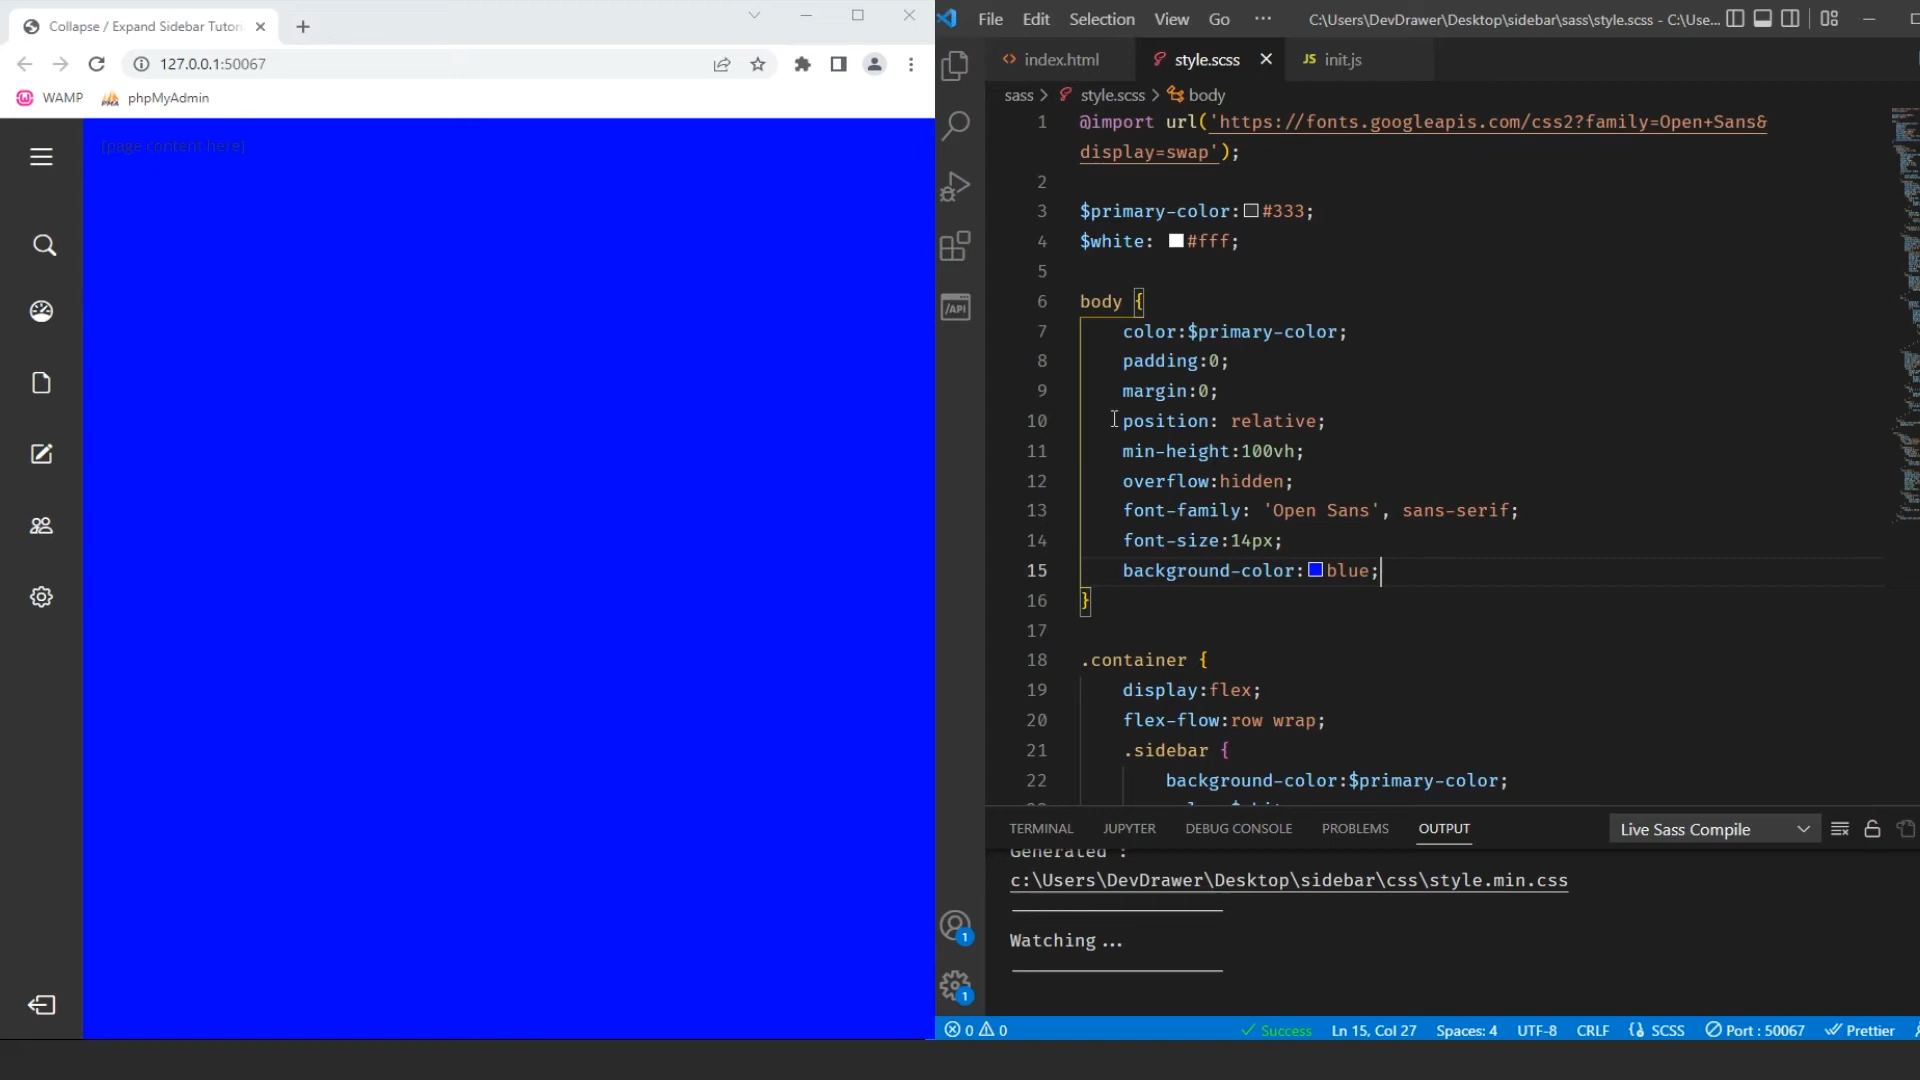 Collapse / Expand Sidebar Tutori
127.0.0.1:50067
WAMP phpMyAdmin
[page content here]
File Edit Selection View Go ··· C:\Users\DevDrawer\Desktop\sidebar\sass\style.scss - C:\Use...
index.html style.scss JS init.js
sass > style.scss > body
1 @import url('https://fonts.googleapis.com/css2?family=Open+Sans&
display=swap');
2
3 $primary-color:#333;
4 $white: #fff;
5
6 body {
7 color:$primary-color;
8 padding:0;
9 margin:0;
10 position: relative;
11 min-height:100vh;
12 overflow:hidden;
13 font-family: 'Open Sans', sans-serif;
14 font-size:14px;
15 background-color:blue;
16 }
17
18 .container {
19 display:flex;
20 flex-flow:row wrap;
21 .sidebar {
22 background-color:$primary-color;
/API
TERMINAL JUPYTER DEBUG CONSOLE PROBLEMS OUTPUT Live Sass Compile
Generated :
c:\Users\DevDrawer\Desktop\sidebar\css\style.min.css
Watching...
1
1
0 0 Success Ln 15, Col 27 Spaces: 4 UTF-8 CRLF SCSS Port : 50067 Prettier